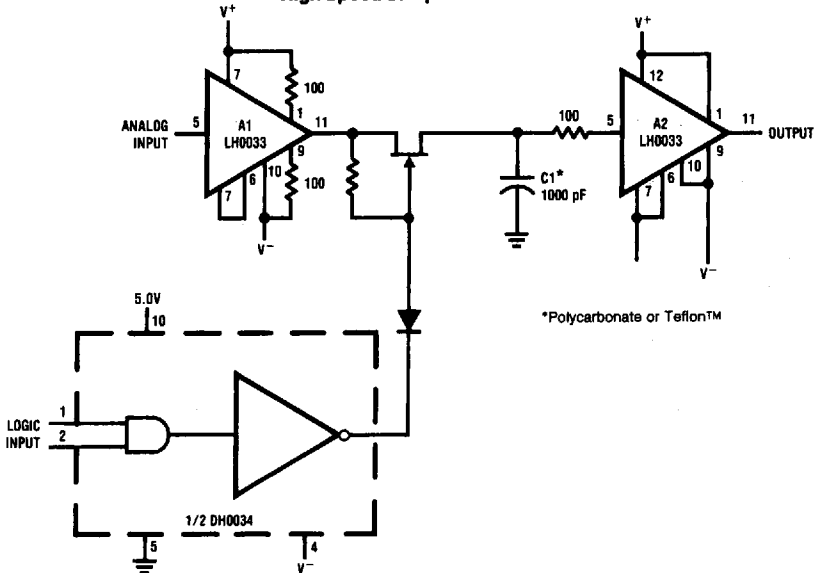 V+
7
100
1
5
ANALOG
INPUT
A1
LH0033
11
9
10
6
7
100
V−
100
C1*
1000 pF
V+
12
5
A2
LH0033
1
11
OUTPUT
9
10
6
7
V−
*Polycarbonate or Teflon™
5.0V
10
1
LOGIC
INPUT
2
1/2 DH0034
5
4
V−